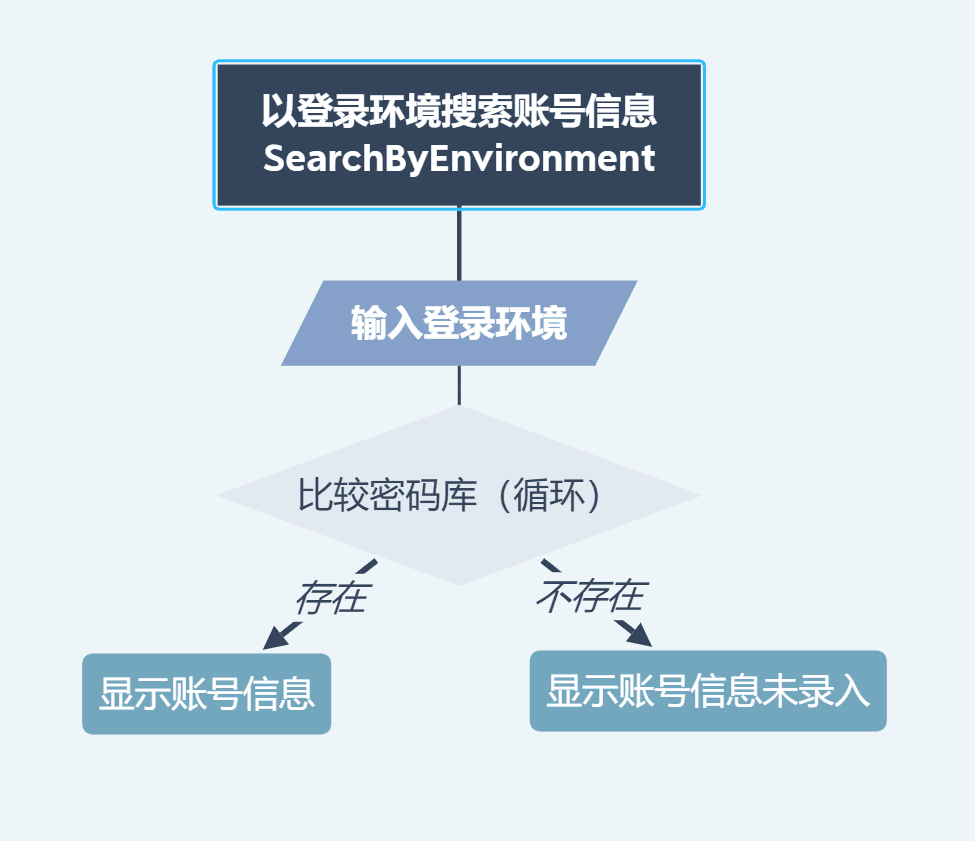 以登录环境搜索账号信息
SearchByEnvironment
输入登录环境
比较密码库（循环）
存在
不存在
显示账号信息
显示账号信息未录入